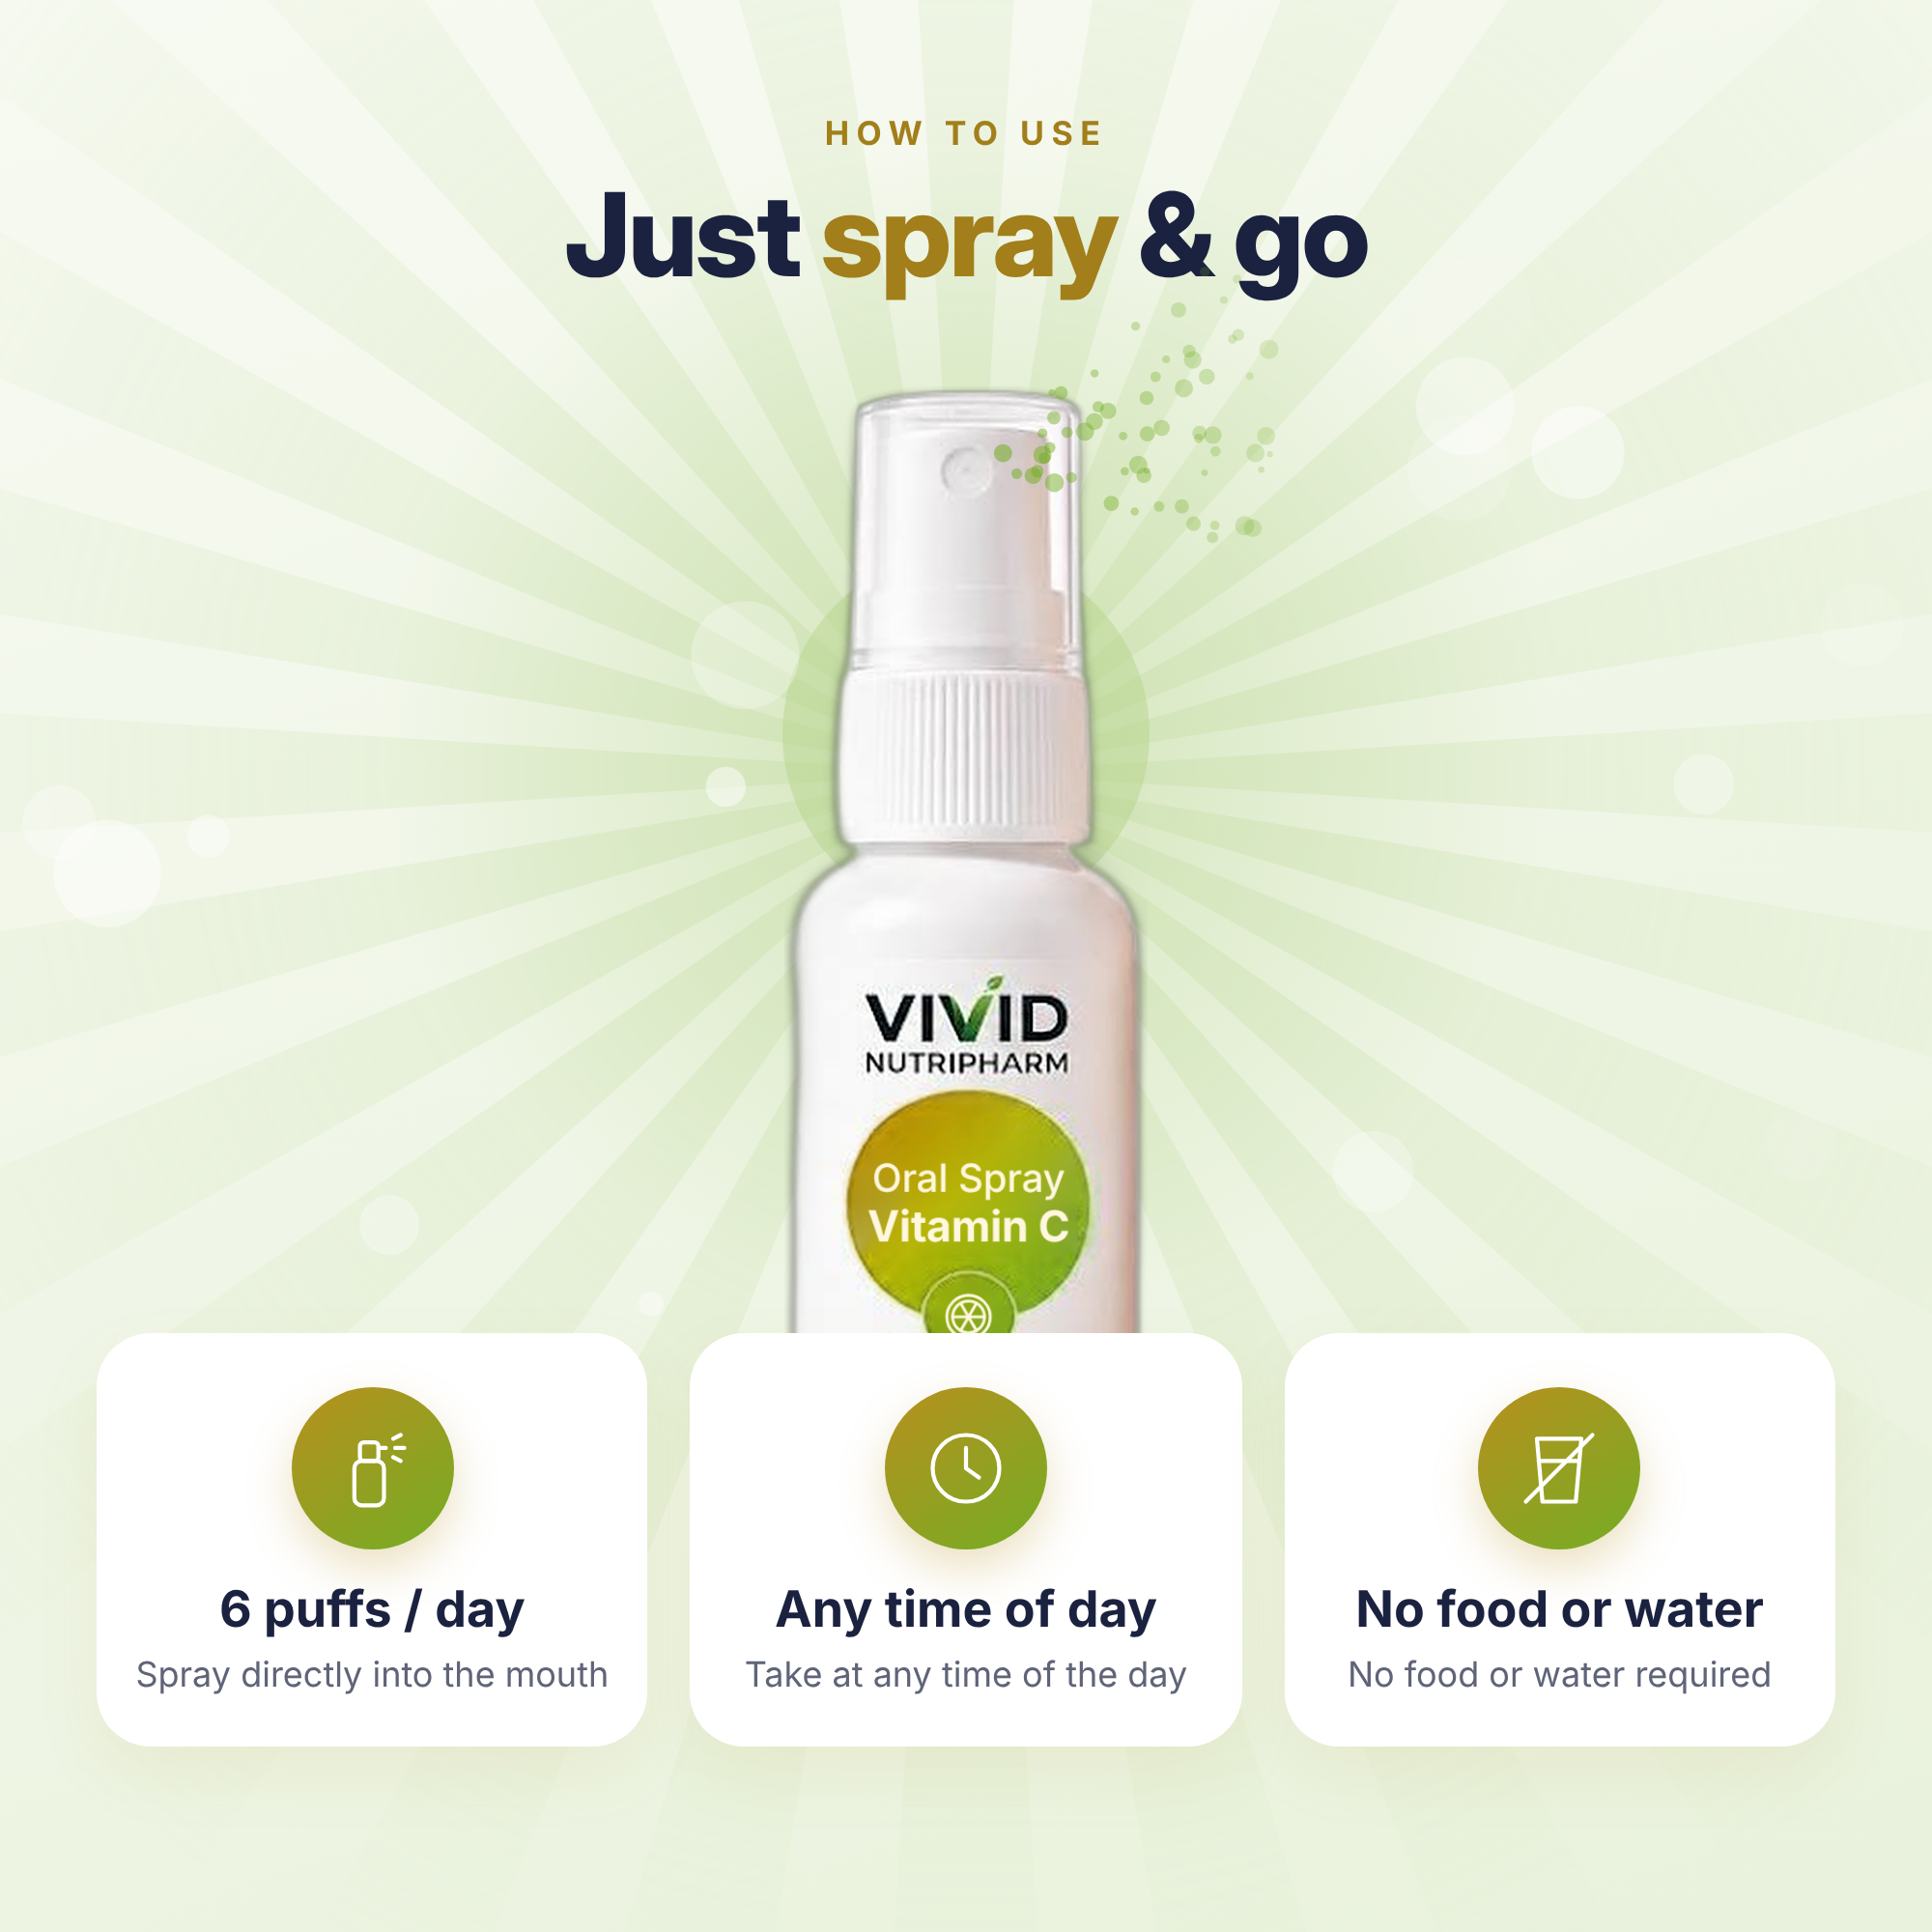 HOW TO USE
Just spray & go
VIVID
NUTRIPHARM
Oral Spray
Vitamin C
6 puffs / day
Spray directly into the mouth
Any time of day
Take at any time of the day
No food or water
No food or water required